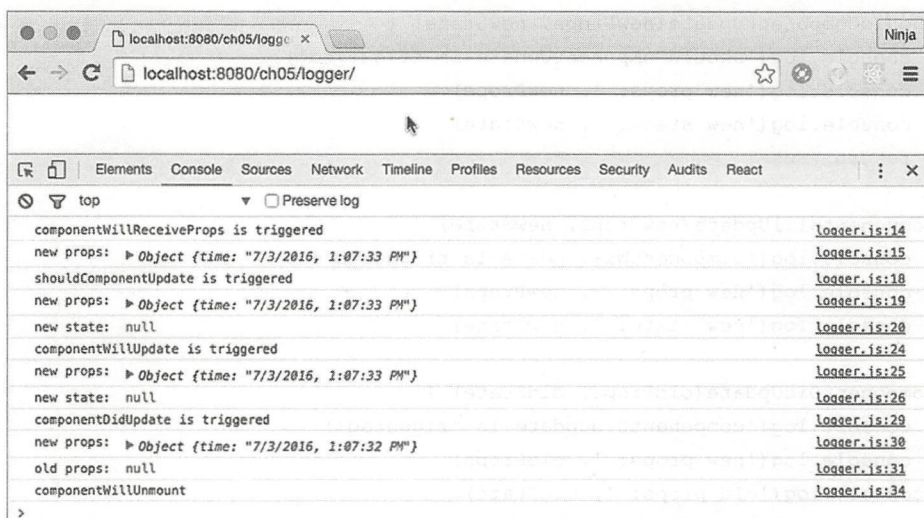 localhost:8080/ch05/logge
Ninja
localhost:8080/ch05/logger/
Elements Console Sources Network Timeline Profiles Resources Security Audits React
top Preserve log
componentWillReceiveProps is triggered logger.js:14
new props: Object {time: "7/3/2016, 1:07:33 PM"} logger.js:15
shouldComponentUpdate is triggered logger.js:18
new props: Object {time: "7/3/2016, 1:07:33 PM"} logger.js:19
new state: null logger.js:20
componentWillUpdate is triggered logger.js:24
new props: Object {time: "7/3/2016, 1:07:33 PM"} logger.js:25
new state: null logger.js:26
componentDidUpdate is triggered logger.js:29
new props: Object {time: "7/3/2016, 1:07:32 PM"} logger.js:30
old props: null logger.js:31
componentWillUnmount logger.js:34